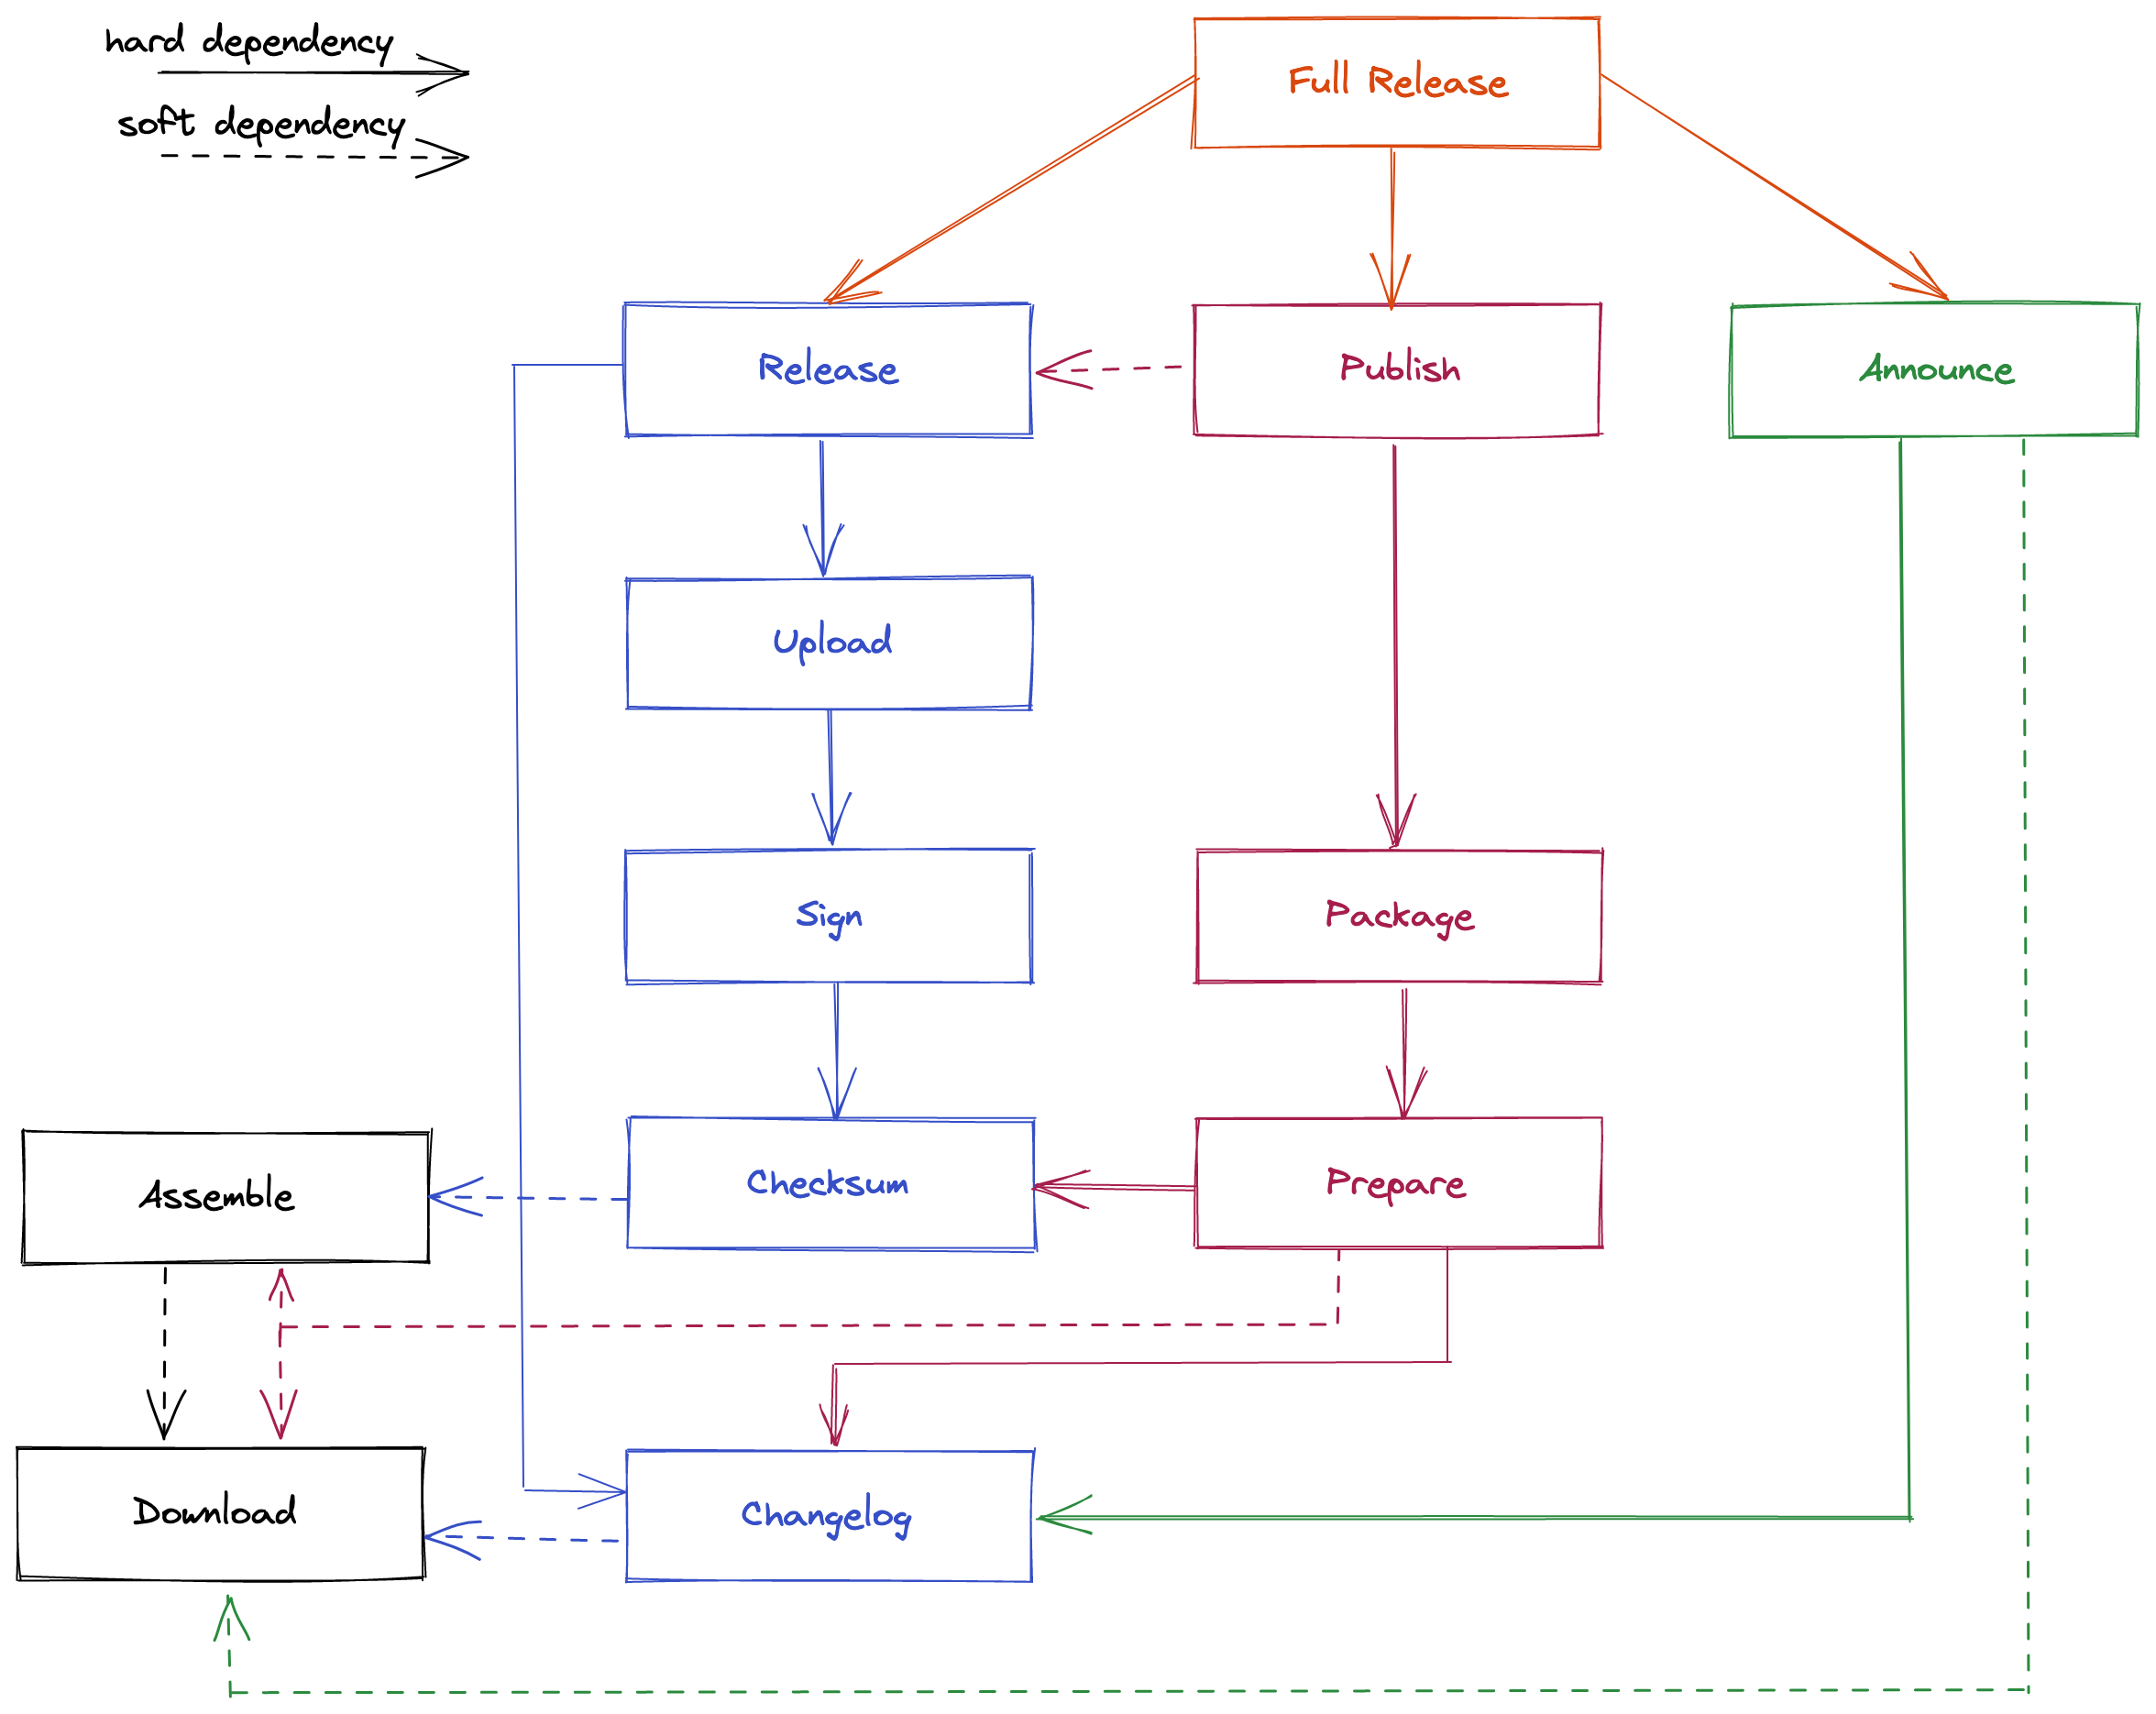 hard dependency
soft dependency
Full Release
Release
Publish
Announce
Upload
Sign
Package
Assemble
Checksum
Prepare
Download
Changelog